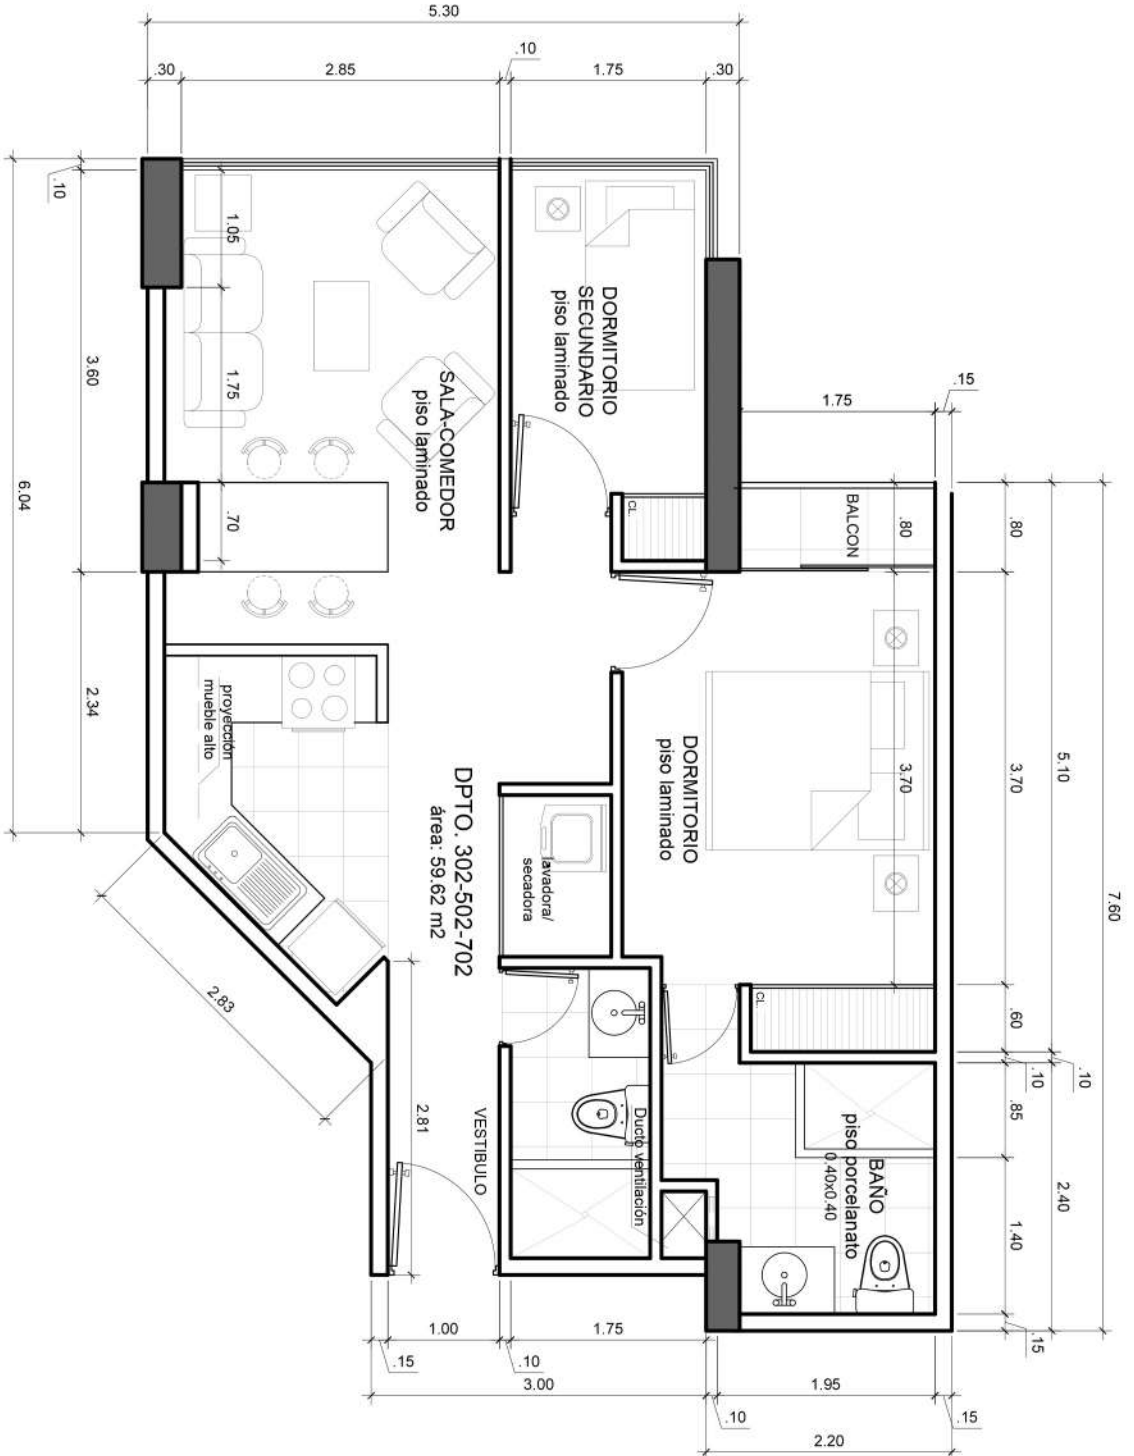 5.30
.30
2.85
.10
1.75
.30
.10
1.05
3.60
1.75
6.04
.70
2.34
DORMITORIO
SECUNDARIO
piso laminado
SALA-COMEDOR
piso laminado
CL.
1.75
.15
BALCON
.80
.80
3.70
3.70
5.10
7.60
DORMITORIO
piso laminado
proyección
mueble alto
DPTO. 302-502-702
área: 59.62 m2
lavadora/
secadora
2.83
2.81
VESTIBULO
Ducto ventilación
CL.
.60
.10
.10
.85
2.40
1.40
.15
BAÑO
piso porcelanato
0.40x0.40
.15
1.00
.10
1.75
3.00
.10
1.95
.15
2.20